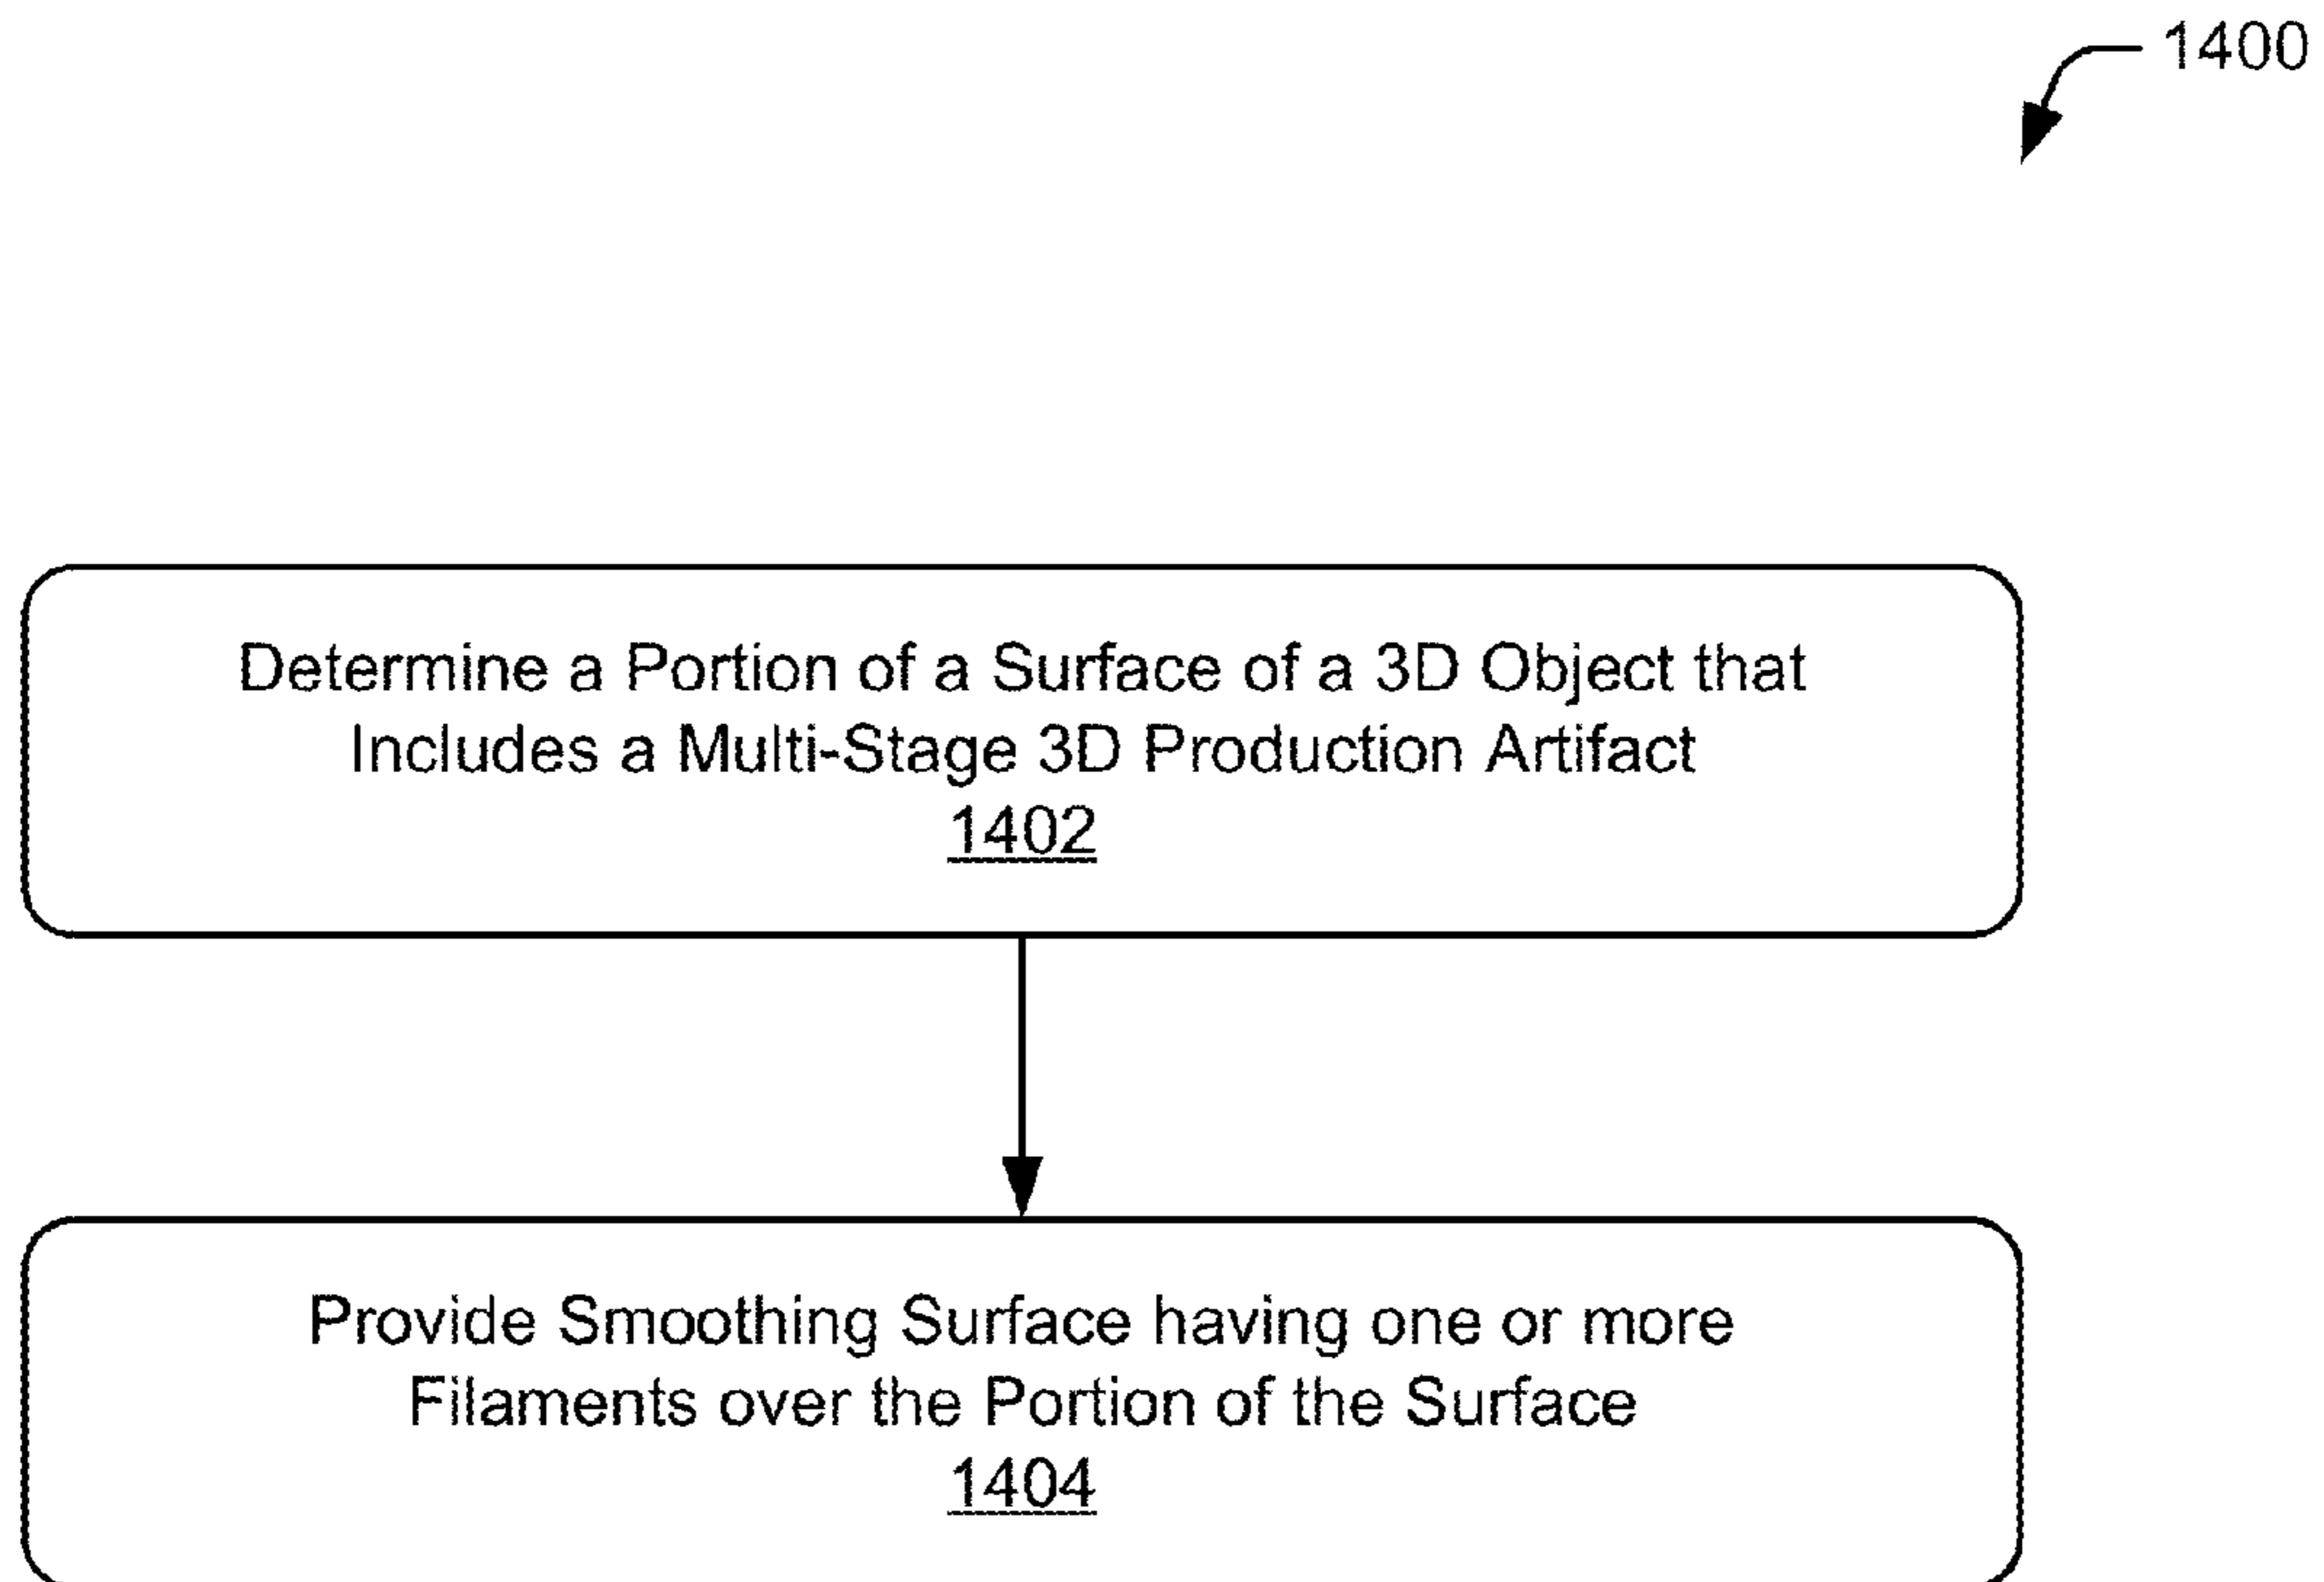 1400
Determine a Portion of a Surface of a 3D Object that
Includes a Multi-Stage 3D Production Artifact
1402
Provide Smoothing Surface having one or more
Filaments over the Portion of the Surface
1404